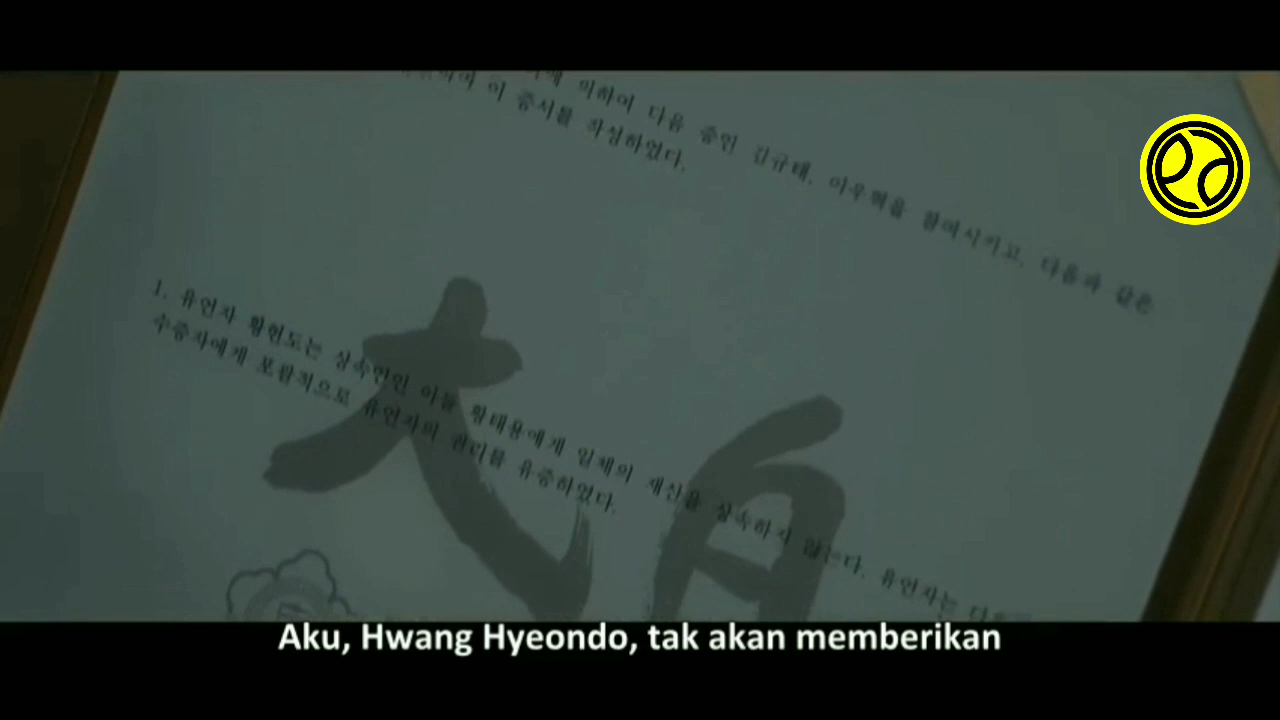 의하여 다음 증인 김규태, 이우혁을 참여시키고, 다음과 같은
이 증서를 작성하였다.
1. 유언자 황현도는 상속인인 아들 황태용에게 일체의 재산을 상속하지 않는다. 유언자는
수증자에게 포괄적으로 유언자의 권리를 유증하였다.
Aku, Hwang Hyeondo, tak akan memberikan